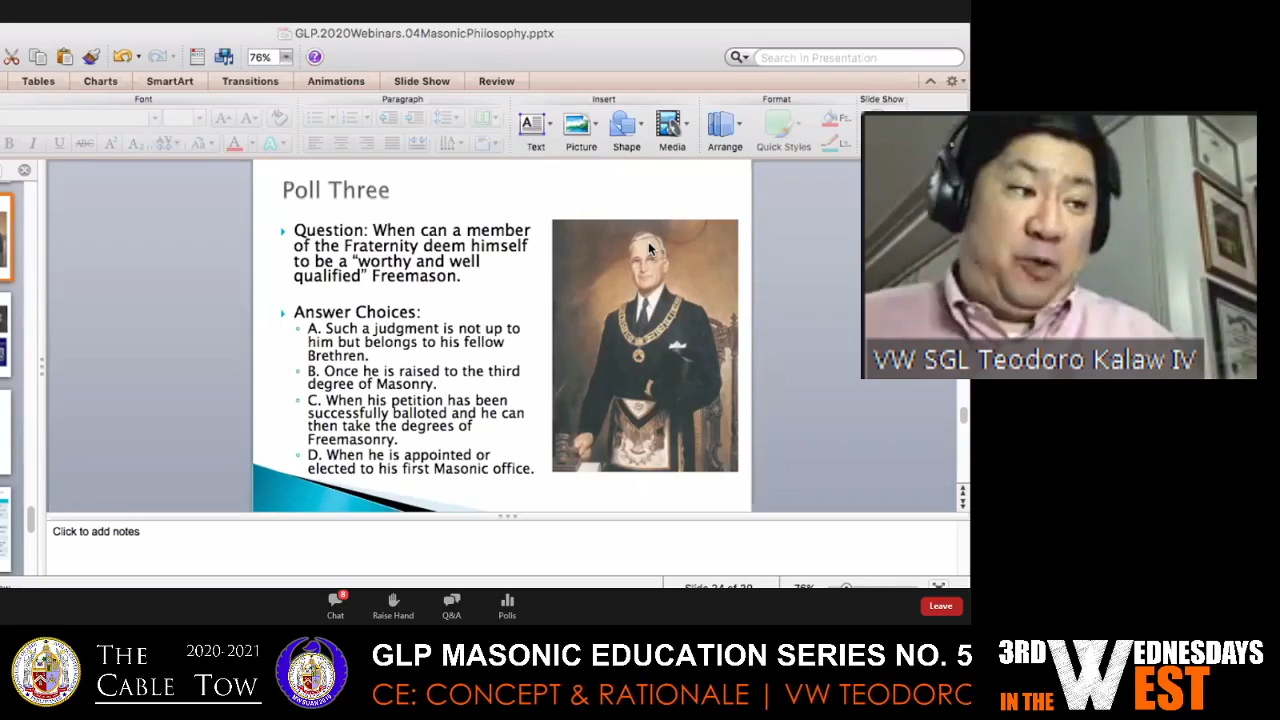 GLP.2020Webinars.04MasonicPhilosophy.pptx
76%
Search in Presentation
Tables
Charts
SmartArt
Transitions
Animations
Slide Show
Review
Font
Paragraph
Insert
Format
Slide Show
Text
Picture
Shape
Media
Arrange
Quick Styles
Poll Three
Question: When can a member
of the Fraternity deem himself
to be a “worthy and well
qualified” Freemason.
Answer Choices:
A. Such a judgment is not up to
him but belongs to his fellow
Brethren.
B. Once he is raised to the third
degree of Masonry.
C. When his petition has been
successfully balloted and he can
then take the degrees of
Freemasonry.
D. When he is appointed or
elected to his first Masonic office.
VW SGL Teodoro Kalaw IV
Click to add notes
8
Chat
Raise Hand
Q&A
Polls
Leave
THE
CABLE TOW
2020-2021
GLP MASONIC EDUCATION SERIES NO. 5
CE: CONCEPT & RATIONALE | VW TEODORO
3RD WEDNESDAYS
IN THE WEST